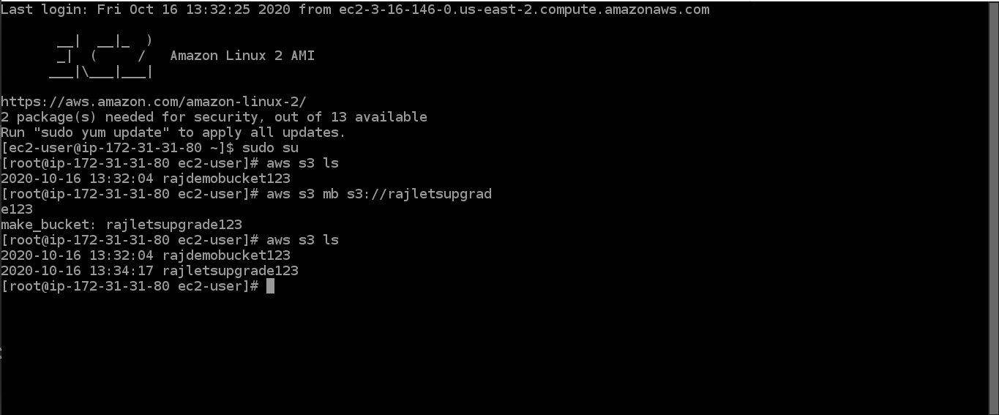 Last login: Fri Oct 16 13:32:25 2020 from ec2-3-16-146-0.us-east-2.compute.amazonaws.com
       __|  __|_  )
       _|  (     /   Amazon Linux 2 AMI
      ___|\___|___|
https://aws.amazon.com/amazon-linux-2/
2 package(s) needed for security, out of 13 available
Run "sudo yum update" to apply all updates.
[ec2-user@ip-172-31-31-80 ~]$ sudo su
[root@ip-172-31-31-80 ec2-user]# aws s3 ls
2020-10-16 13:32:04 rajdemobucket123
[root@ip-172-31-31-80 ec2-user]# aws s3 mb s3://rajletsupgrad
e123
make_bucket: rajletsupgrade123
[root@ip-172-31-31-80 ec2-user]# aws s3 ls
2020-10-16 13:32:04 rajdemobucket123
2020-10-16 13:34:17 rajletsupgrade123
[root@ip-172-31-31-80 ec2-user]#